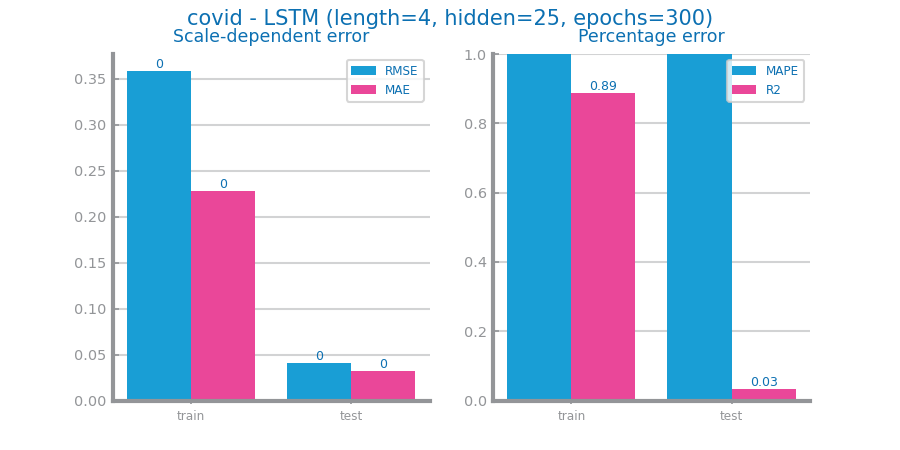 covid - LSTM (length=4, hidden=25, epochs=300)
Scale-dependent error
0.35
0.30
0.25
0.20
0.15
0.10
0.05
0.00
0
0
0
0
RMSE
MAE
train
test
Percentage error
1.0
0.8
0.6
0.4
0.2
0.0
0.89
0.03
MAPE
R2
train
test